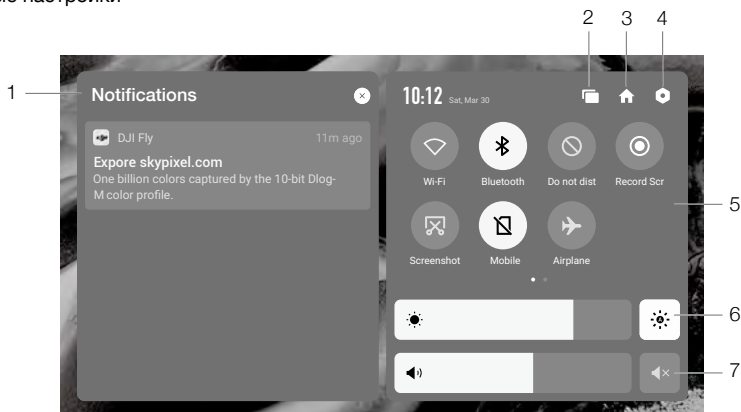 2 3 4
1
Notifications
DJI Fly 11m ago
Expore skypixel.com
One billion colors captured by the 10-bit Dlog-
M color profile.
10:12 Sat, Mar 30
Wi-Fi Bluetooth Do not dist Record Scr
5
Screenshot Mobile Airplane
6
7